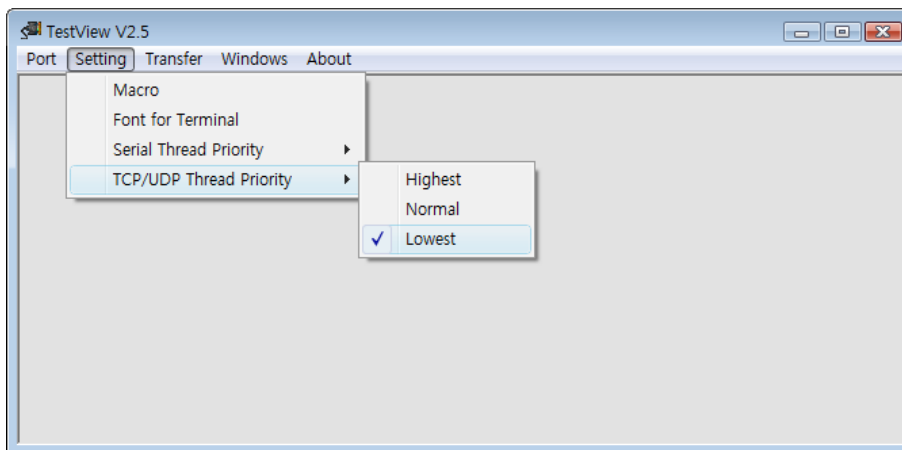 TestView V2.5
Port Setting Transfer Windows About
Macro
Font for Terminal
Serial Thread Priority
TCP/UDP Thread Priority
Highest
Normal
Lowest